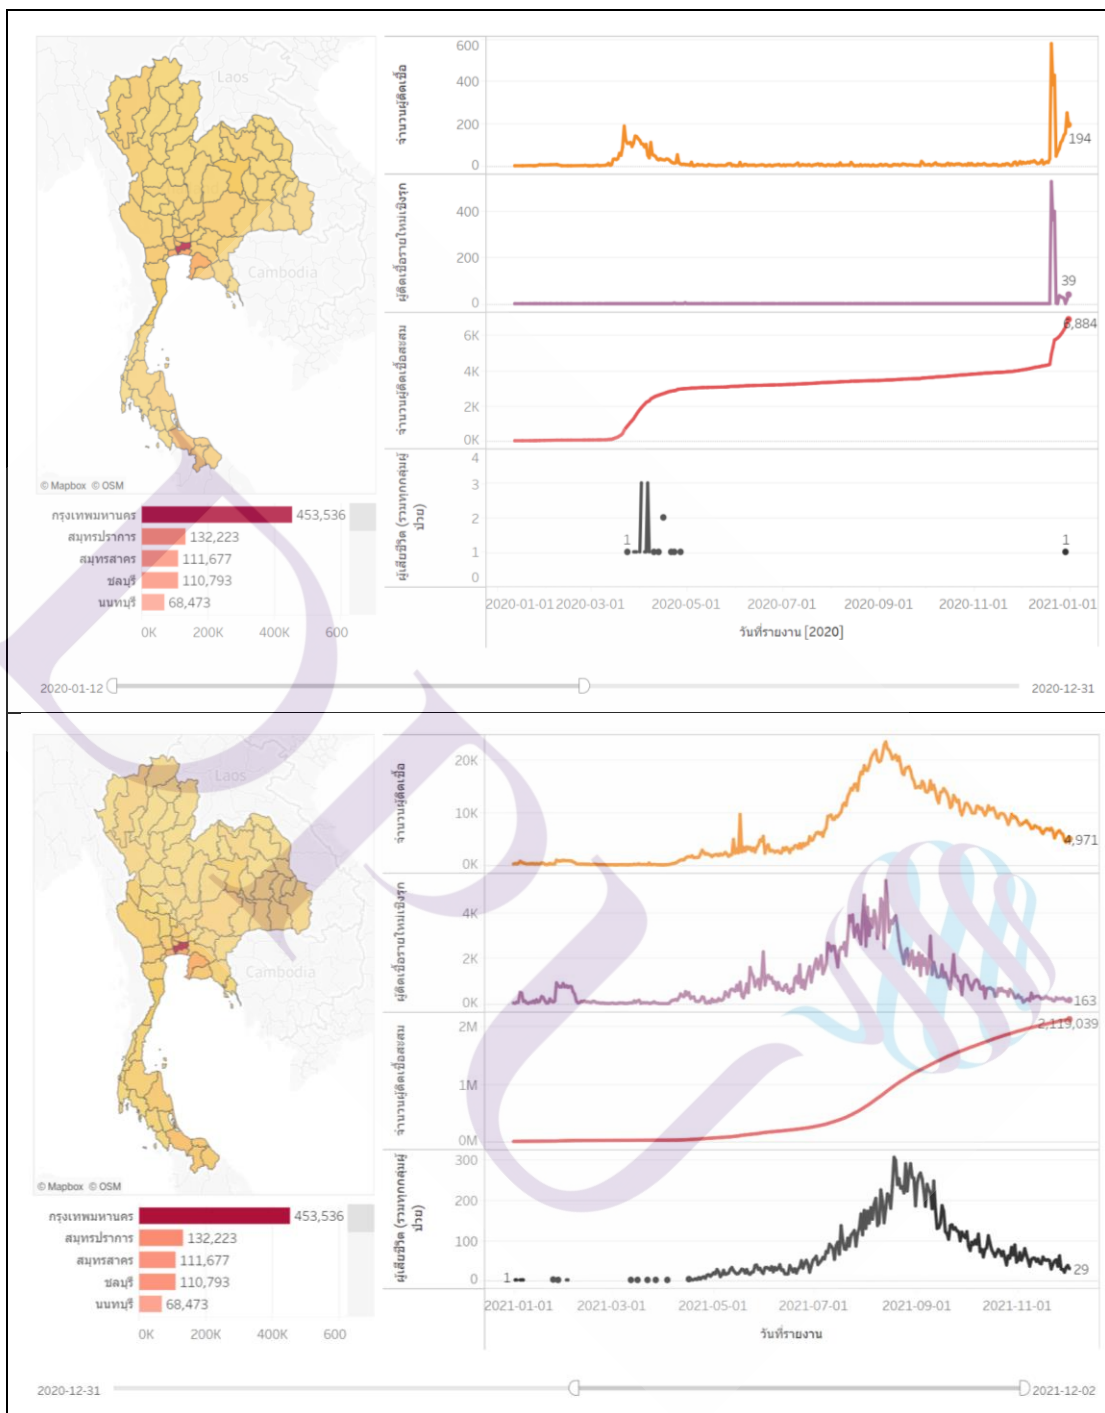 Laos
Cambodia
© Mapbox © OSM
กรุงเทพมหานคร 453,536
สมุทรปราการ 132,223
สมุทรสาคร 111,677
ชลบุรี 110,793
นนทบุรี 68,473
0K 200K 400K 600
จำนวนผู้ติดเชื้อ
600
400
200
0
194
ผู้ติดเชื้อรายใหม่เชิงรุก
400
200
0
39
จำนวนผู้ติดเชื้อสะสม
6K
4K
2K
0K
6,884
ผู้เสียชีวิต (รวมทุกกลุ่มผู้
ป่วย)
4
3
2
1
0
1
1
2020-01-01 2020-03-01 2020-05-01 2020-07-01 2020-09-01 2020-11-01 2021-01-01
วันที่รายงาน [2020]
2020-01-12 2020-12-31
Laos
Cambodia
© Mapbox © OSM
กรุงเทพมหานคร 453,536
สมุทรปราการ 132,223
สมุทรสาคร 111,677
ชลบุรี 110,793
นนทบุรี 68,473
0K 200K 400K 600
จำนวนผู้ติดเชื้อ
20K
10K
0K
4,971
ผู้ติดเชื้อรายใหม่เชิงรุก
4K
2K
0K
163
จำนวนผู้ติดเชื้อสะสม
2M
1M
0M
2,119,039
ผู้เสียชีวิต (รวมทุกกลุ่มผู้
ป่วย)
300
200
100
0
1
29
2021-01-01 2021-03-01 2021-05-01 2021-07-01 2021-09-01 2021-11-01
วันที่รายงาน
2020-12-31 2021-12-02
DPU